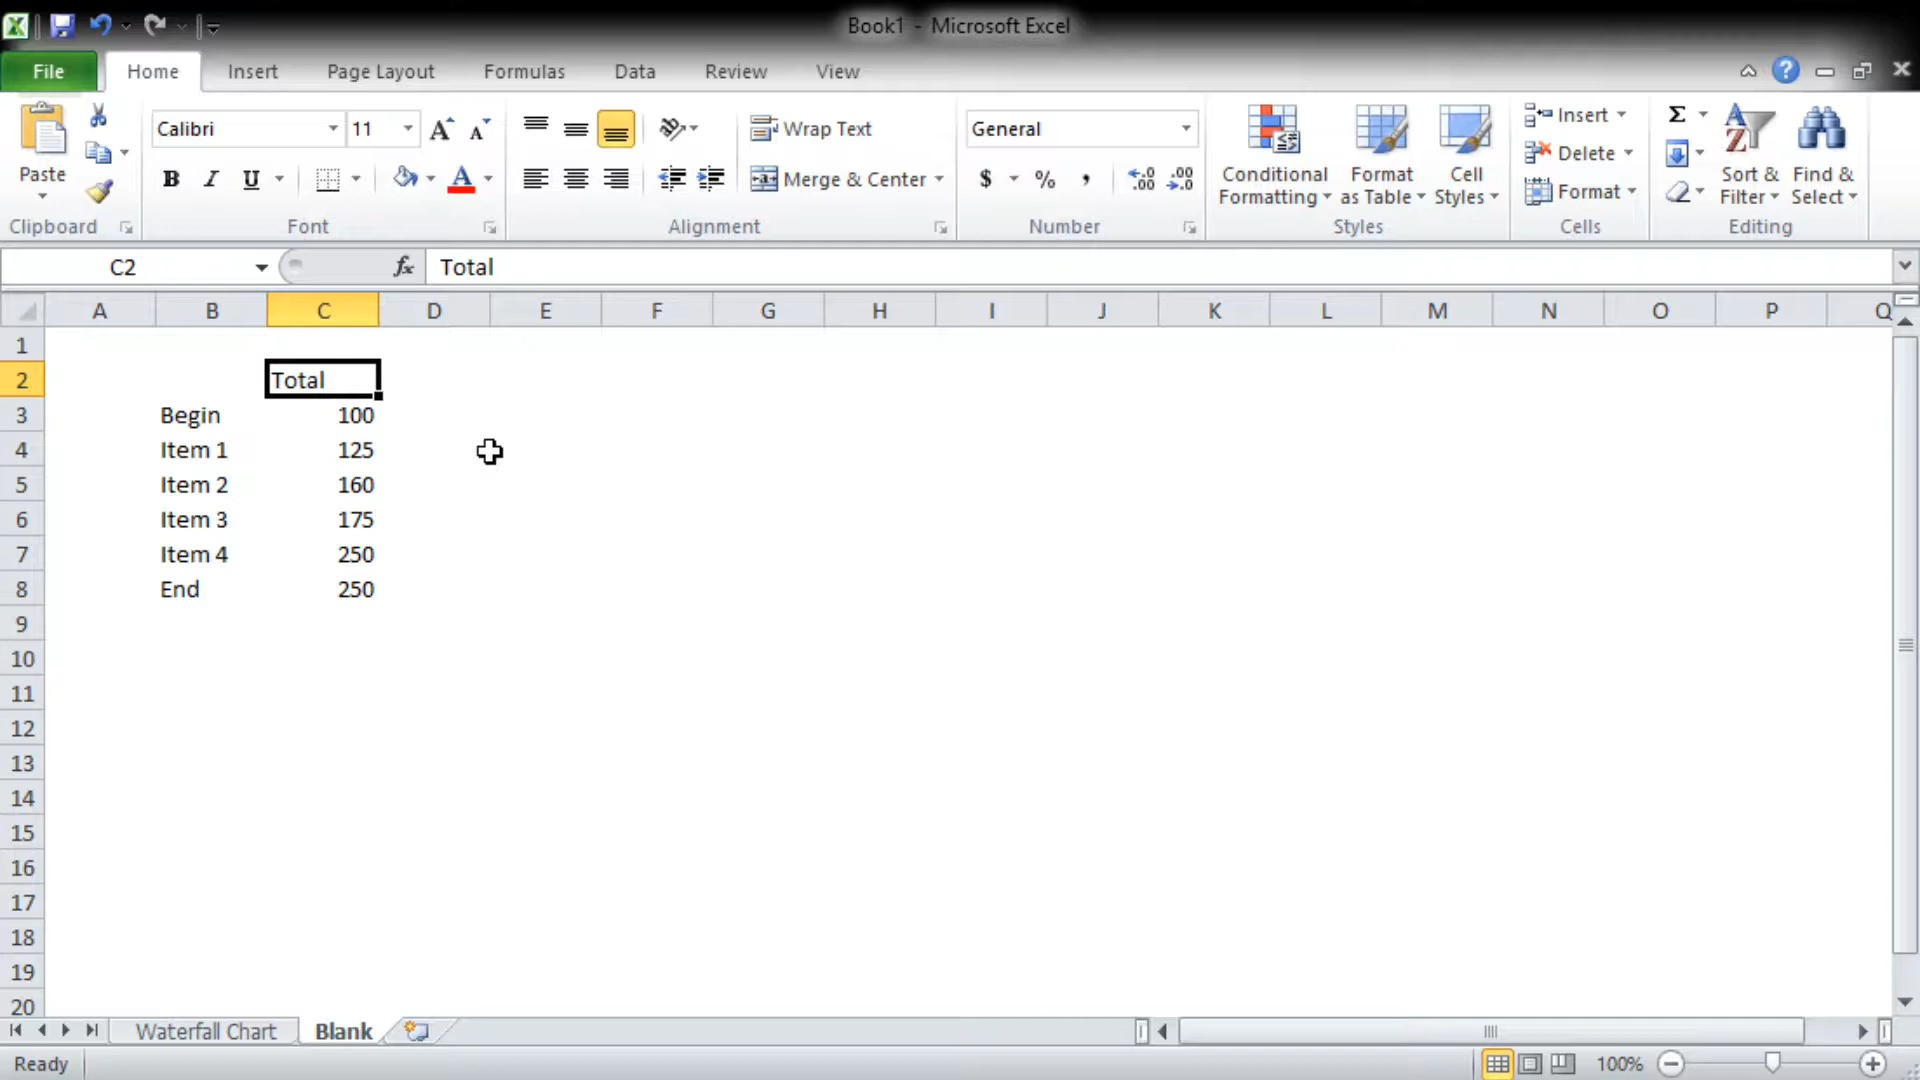 Book1 - Microsoft Excel
File Home Insert Page Layout Formulas Data Review View
Paste
Clipboard
Calibri 11
B I U
Font
Wrap Text
Merge & Center
Alignment
General
$ % ,
Number
Conditional Formatting
Format as Table
Cell Styles
Styles
Insert
Delete
Format
Cells
Σ
Sort & Filter
Find & Select
Editing
C2 fx Total
A B C D E F G H I J K L M N O P Q
1
2 Total
3 Begin 100
4 Item 1 125
5 Item 2 160
6 Item 3 175
7 Item 4 250
8 End 250
9
10
11
12
13
14
15
16
17
18
19
20
Waterfall Chart Blank
Ready 100%